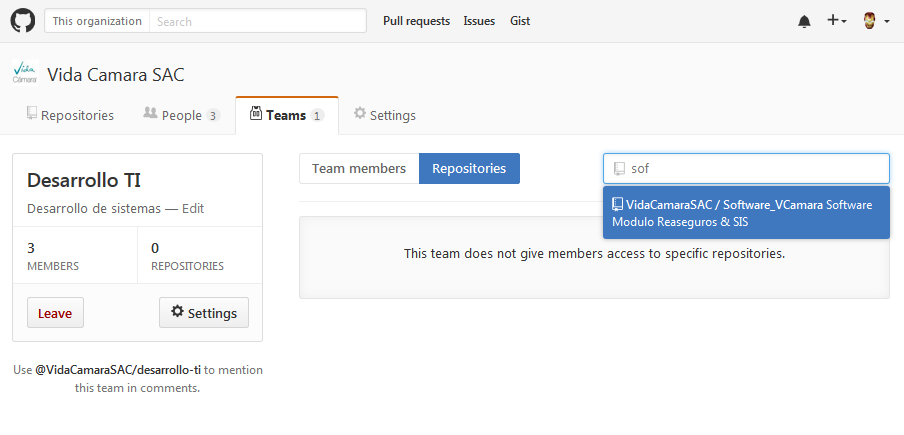 This organization Search Pull requests Issues Gist
Vida Cámara
Vida Camara SAC
Repositories People 3 Teams 1 Settings
Desarrollo TI
Desarrollo de sistemas — Edit
3
MEMBERS
0
REPOSITORIES
Leave Settings
Use @VidaCamaraSAC/desarrollo-ti to mention
this team in comments.
Team members Repositories
sof
VidaCamaraSAC / Software_VCamara Software
Modulo Reaseguros & SIS
This team does not give members access to specific repositories.